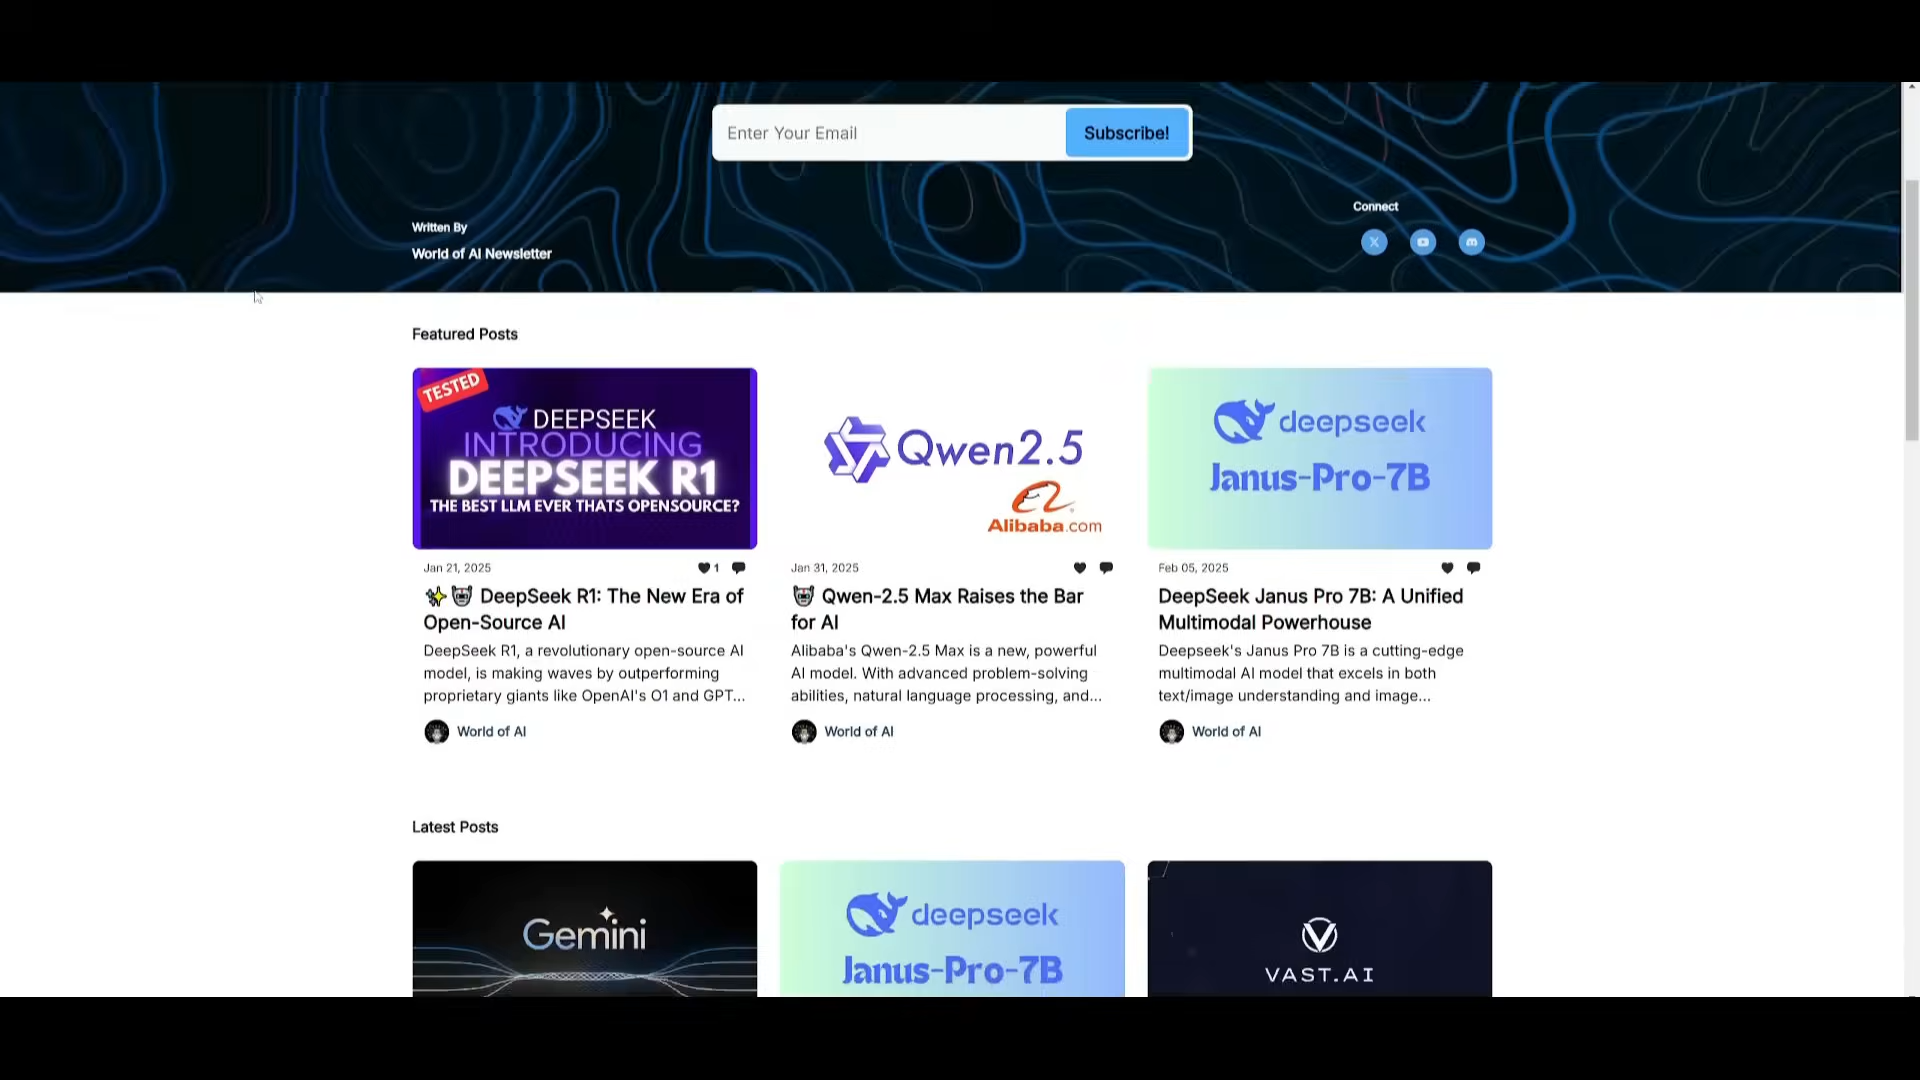 Enter Your Email
Subscribe!
Connect
Written By
World of AI Newsletter
Featured Posts
TESTED
DEEPSEEK
INTRODUCING
DEEPSEEK R1
THE BEST LLM EVER THATS OPENSOURCE?
Qwen2.5
Alibaba.com
deepseek
Janus-Pro-7B
Jan 21, 2025
1
Jan 31, 2025
Feb 05, 2025
✨🤖 DeepSeek R1: The New Era of
Open-Source AI
🤖 Qwen-2.5 Max Raises the Bar
for AI
DeepSeek Janus Pro 7B: A Unified
Multimodal Powerhouse
DeepSeek R1, a revolutionary open-source AI
model, is making waves by outperforming
proprietary giants like OpenAI's O1 and GPT...
Alibaba's Qwen-2.5 Max is a new, powerful
AI model. With advanced problem-solving
abilities, natural language processing, and...
Deepseek's Janus Pro 7B is a cutting-edge
multimodal AI model that excels in both
text/image understanding and image...
World of AI
World of AI
World of AI
Latest Posts
Gemini
deepseek
Janus-Pro-7B
VAST.AI